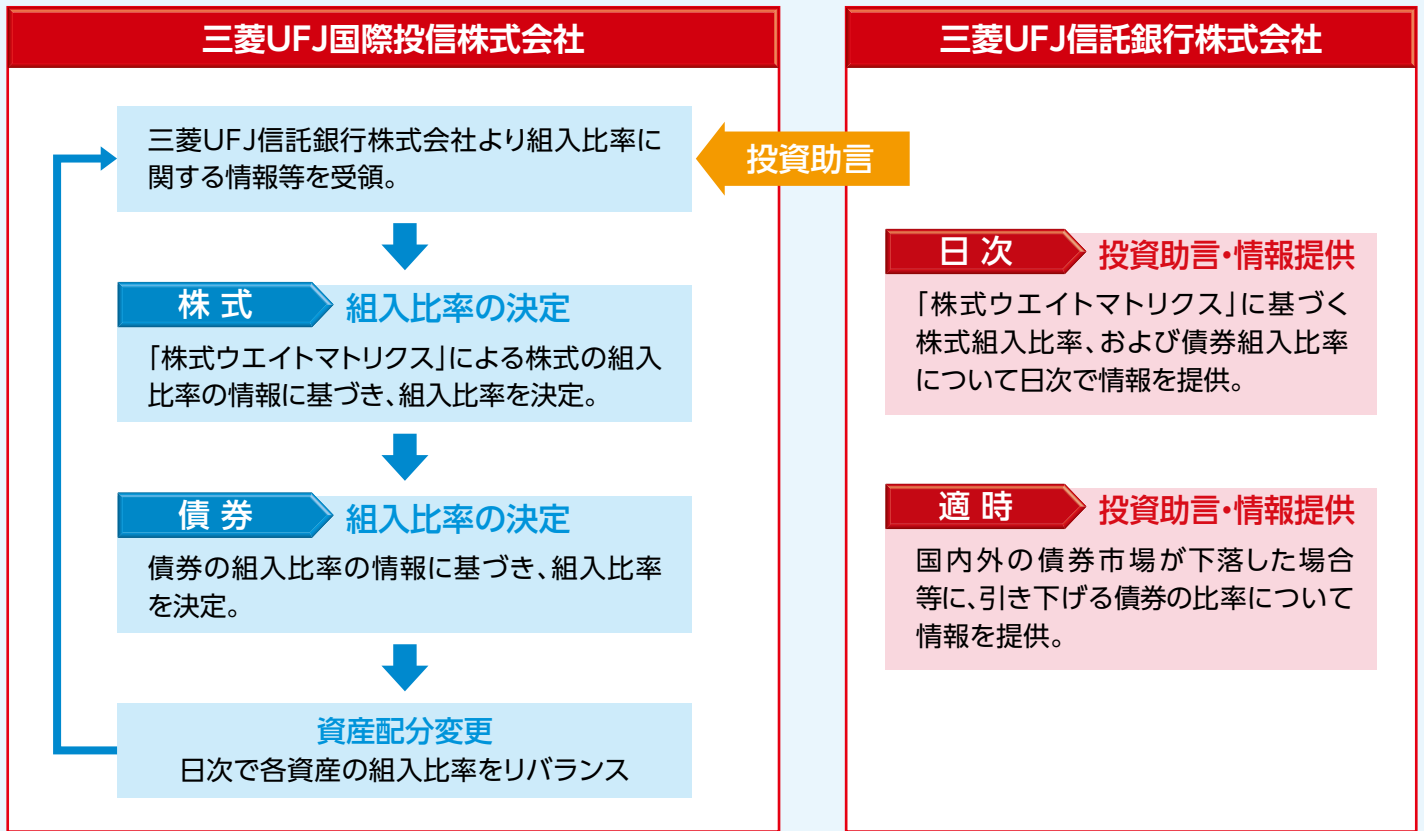 三菱UFJ国際投信株式会社
三菱UFJ信託銀行株式会社より組入比率に
関する情報等を受領。
株式
組入比率の決定
「株式ウエイトマトリクス」による株式の組入
比率の情報に基づき、組入比率を決定。
債券
組入比率の決定
債券の組入比率の情報に基づき、組入比率
を決定。
資産配分変更
日次で各資産の組入比率をリバランス
投資助言
三菱UFJ信託銀行株式会社
日次
投資助言・情報提供
「株式ウエイトマトリクス」に基づく
株式組入比率、および債券組入比率
について日次で情報を提供。
適時
投資助言・情報提供
国内外の債券市場が下落した場合
等に、引き下げる債券の比率について
情報を提供。